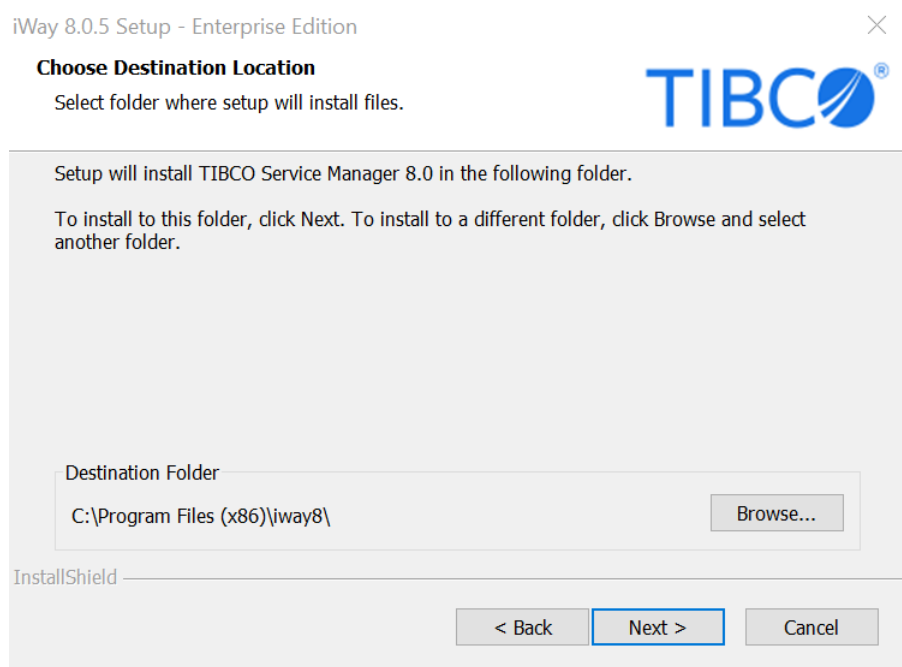 iWay 8.0.5 Setup - Enterprise Edition
Choose Destination Location
Select folder where setup will install files.
TIBCO®
Setup will install TIBCO Service Manager 8.0 in the following folder.
To install to this folder, click Next. To install to a different folder, click Browse and select
another folder.
Destination Folder
C:\Program Files (x86)\iway8\
Browse...
InstallShield
< Back
Next >
Cancel